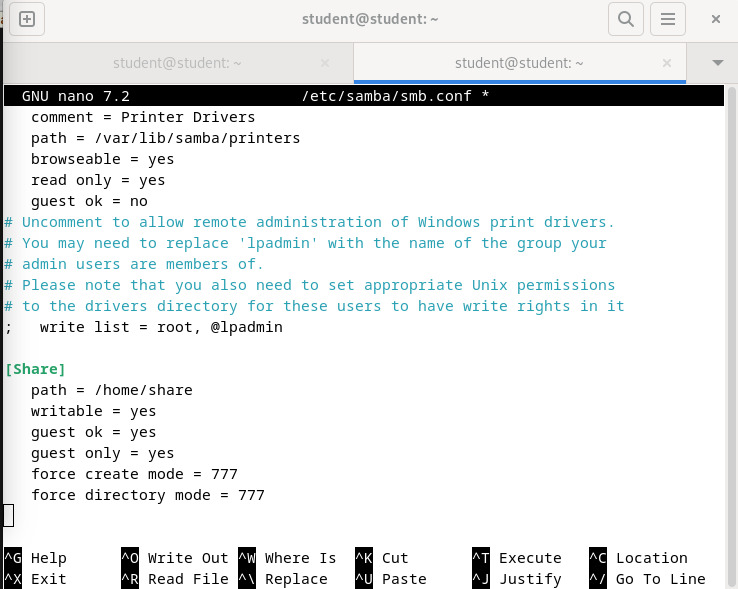 student@student: ~
student@student: ~ × student@student: ~ ×
GNU nano 7.2 /etc/samba/smb.conf *
comment = Printer Drivers
path = /var/lib/samba/printers
browseable = yes
read only = yes
guest ok = no
# Uncomment to allow remote administration of Windows print drivers.
# You may need to replace 'lpadmin' with the name of the group your
# admin users are members of.
# Please note that you also need to set appropriate Unix permissions
# to the drivers directory for these users to have write rights in it
;   write list = root, @lpadmin
[Share]
path = /home/share
writable = yes
guest ok = yes
guest only = yes
force create mode = 777
force directory mode = 777
^G Help ^O Write Out ^W Where Is ^K Cut ^T Execute ^C Location
^X Exit ^R Read File ^\ Replace ^U Paste ^J Justify ^/ Go To Line